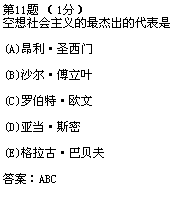 第11题 (1分)
空想社会主义的最杰出的代表是
(A)昂利·圣西门
(B)沙尔·傅立叶
(C)罗伯特·欧文
(D)亚当·斯密
(E)格拉古·巴贝夫
答案：ABC